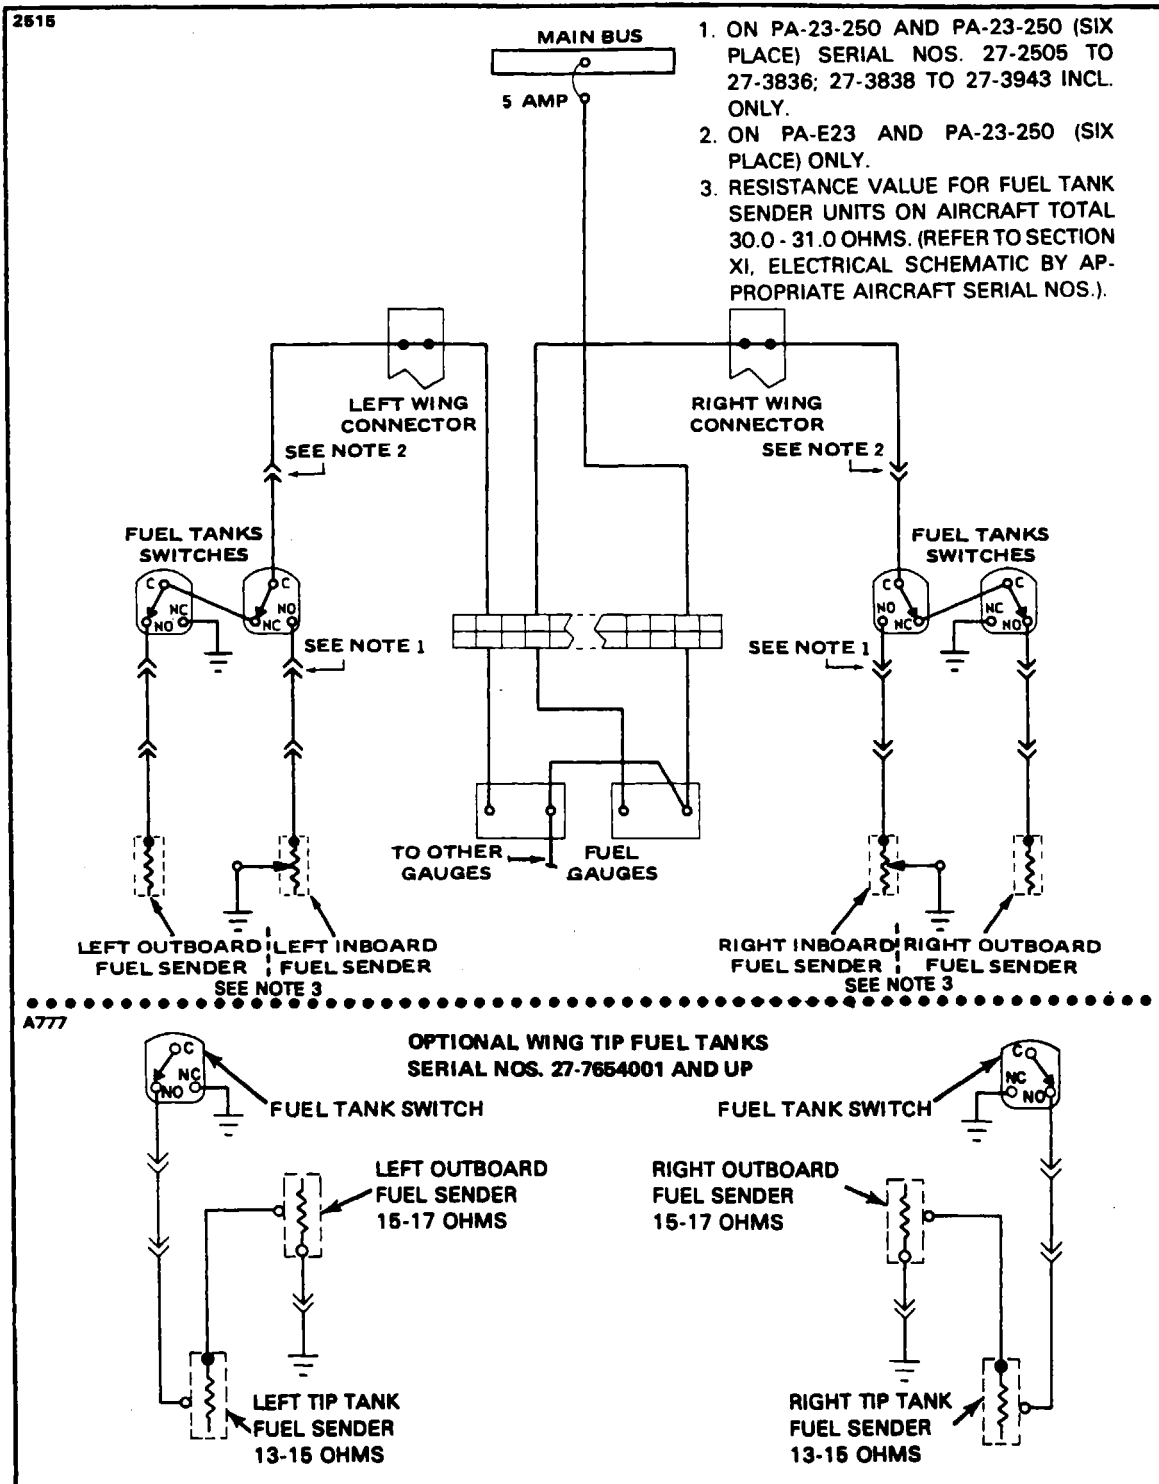 2515
MAIN BUS
5 AMP
1. ON PA-23-250 AND PA-23-250 (SIX
PLACE) SERIAL NOS. 27-2505 TO
27-3836; 27-3838 TO 27-3943 INCL.
ONLY.
2. ON PA-E23 AND PA-23-250 (SIX
PLACE) ONLY.
3. RESISTANCE VALUE FOR FUEL TANK
SENDER UNITS ON AIRCRAFT TOTAL
30.0 - 31.0 OHMS. (REFER TO SECTION
XI, ELECTRICAL SCHEMATIC BY AP-
PROPRIATE AIRCRAFT SERIAL NOS.).
LEFT WING
CONNECTOR
RIGHT WING
CONNECTOR
SEE NOTE 2
SEE NOTE 2
FUEL TANKS
SWITCHES
FUEL TANKS
SWITCHES
C
NC
NO
C
NO
NC
C
NO
NC
C
NC
NO
SEE NOTE 1
SEE NOTE 1
TO OTHER
GAUGES
FUEL
GAUGES
LEFT OUTBOARD
FUEL SENDER
LEFT INBOARD
FUEL SENDER
SEE NOTE 3
RIGHT INBOARD
FUEL SENDER
RIGHT OUTBOARD
FUEL SENDER
SEE NOTE 3
A777
OPTIONAL WING TIP FUEL TANKS
SERIAL NOS. 27-7654001 AND UP
C
NC
NO
FUEL TANK SWITCH
C
NC
NO
FUEL TANK SWITCH
LEFT OUTBOARD
FUEL SENDER
15-17 OHMS
RIGHT OUTBOARD
FUEL SENDER
15-17 OHMS
LEFT TIP TANK
FUEL SENDER
13-15 OHMS
RIGHT TIP TANK
FUEL SENDER
13-15 OHMS